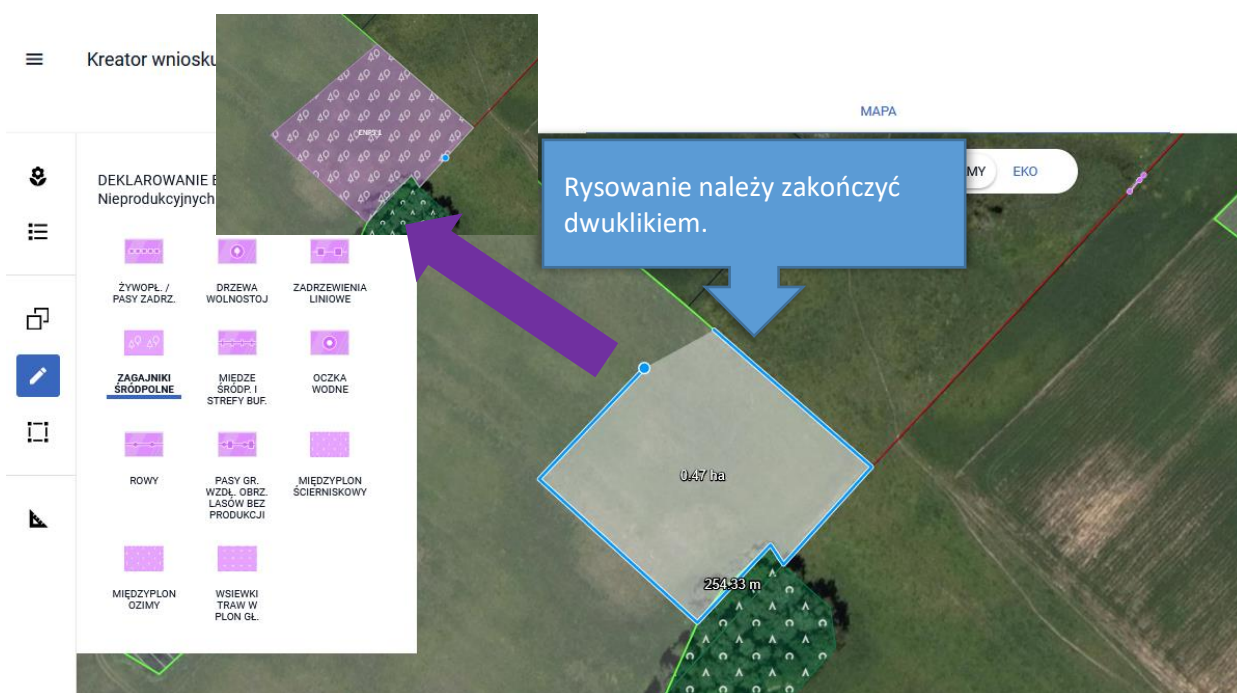 Kreator wniosku
MAPA
DEKLAROWANIE E
Nieprodukcyjnych
Rysowanie należy zakończyć
dwuklikiem.
MY
EKO
ŻYWOPŁ. /
PASY ZADRZ.
DRZEWA
WOLNOSTOJ
ZADRZEWIENIA
LINIOWE
ZAGAJNIKI
ŚRÓDPOLNE
MIĘDZE
ŚRÓDP. I
STREFY BUF.
OCZKA
WODNE
ROWY
PASY GR.
WZDŁ. OBRZ.
LASÓW BEZ
PRODUKCJI
MIĘDZYPLON
ŚCIERNISKOWY
MIĘDZYPLON
OZIMY
WSIEWKI
TRAW W
PLON GŁ.
0.47 ha
254.33 m